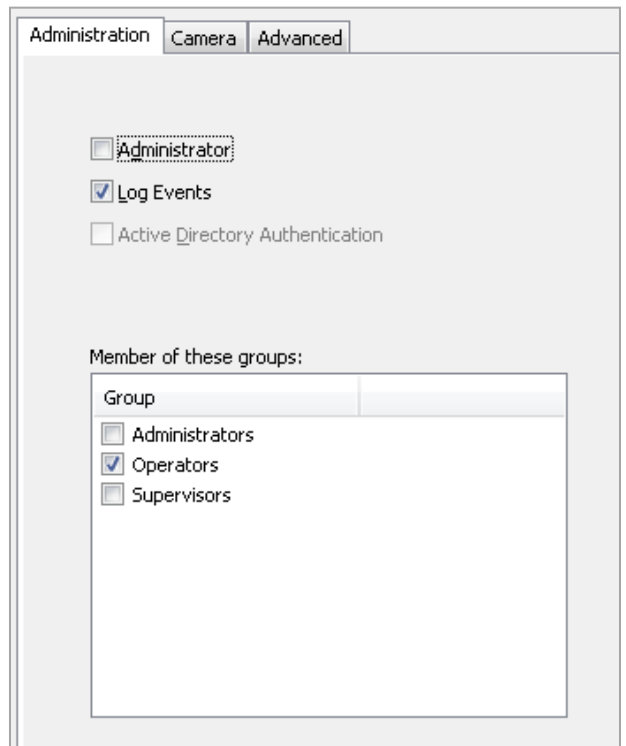 Administration Camera Advanced
Administrator
Log Events
Active Directory Authentication
Member of these groups:
Group
Administrators
Operators
Supervisors